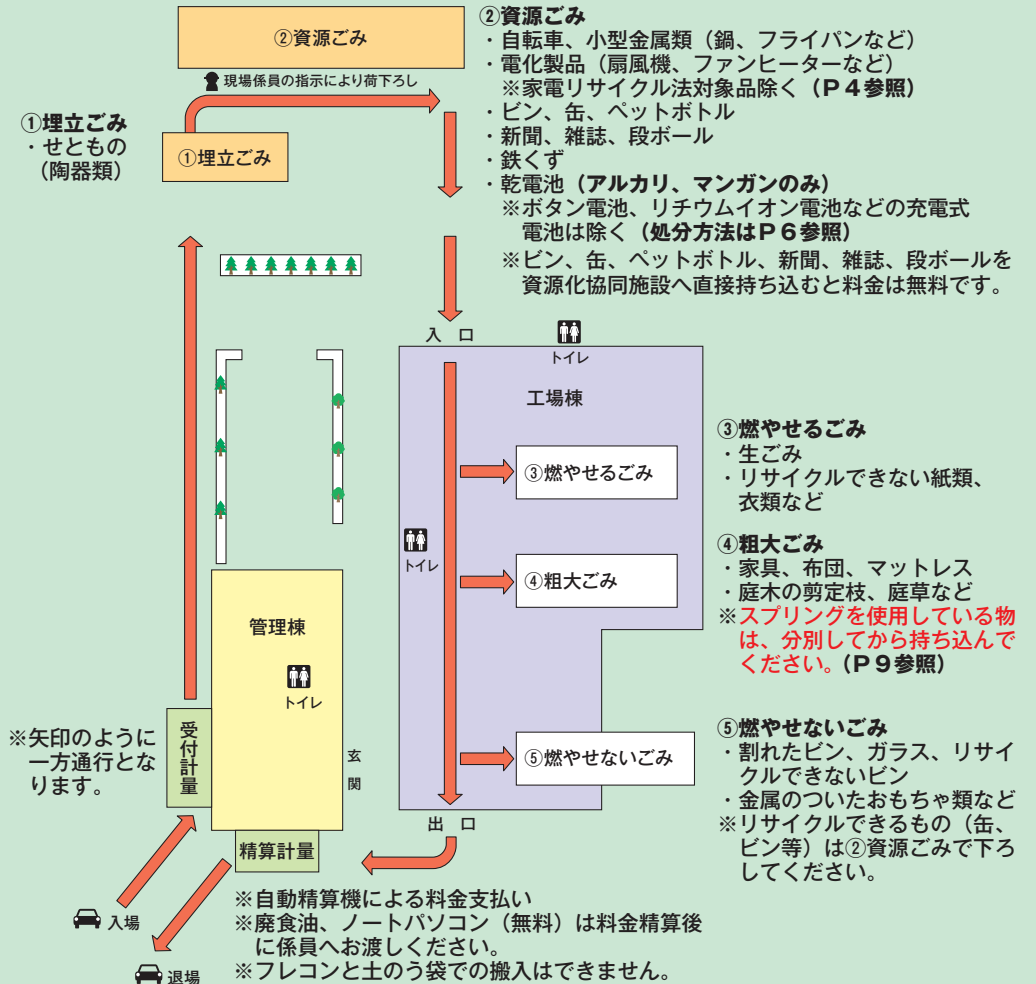 ②資源ごみ
現場係員の指示により荷下ろし
①埋立ごみ
・せともの
（陶器類）
①埋立ごみ
②資源ごみ
・自転車、小型金属類（鍋、フライパンなど）
・電化製品（扇風機、ファンヒーターなど）
※家電リサイクル法対象品除く（Ｐ４参照）
・ビン、缶、ペットボトル
・新聞、雑誌、段ボール
・鉄くず
・乾電池（アルカリ、マンガンのみ）
※ボタン電池、リチウムイオン電池などの充電式
電池は除く（処分方法はＰ６参照）
※ビン、缶、ペットボトル、新聞、雑誌、段ボールを
資源化協同施設へ直接持ち込むと料金は無料です。
入　口
トイレ
工場棟
③燃やせるごみ
トイレ
④粗大ごみ
⑤燃やせないごみ
出　口
③燃やせるごみ
・生ごみ
・リサイクルできない紙類、
衣類など
④粗大ごみ
・家具、布団、マットレス
・庭木の剪定枝、庭草など
※スプリングを使用している物
は、分別してから持ち込んで
ください。（Ｐ９参照）
⑤燃やせないごみ
・割れたビン、ガラス、リサイ
クルできないビン
・金属のついたおもちゃ類など
※リサイクルできるもの（缶、
ビン等）は②資源ごみで下ろ
してください。
管理棟
トイレ
玄関
受付計量
※矢印のように
一方通行とな
ります。
精算計量
入場
退場
※自動精算機による料金支払い
※廃食油、ノートパソコン（無料）は料金精算後
に係員へお渡しください。
※フレコンと土のう袋での搬入はできません。